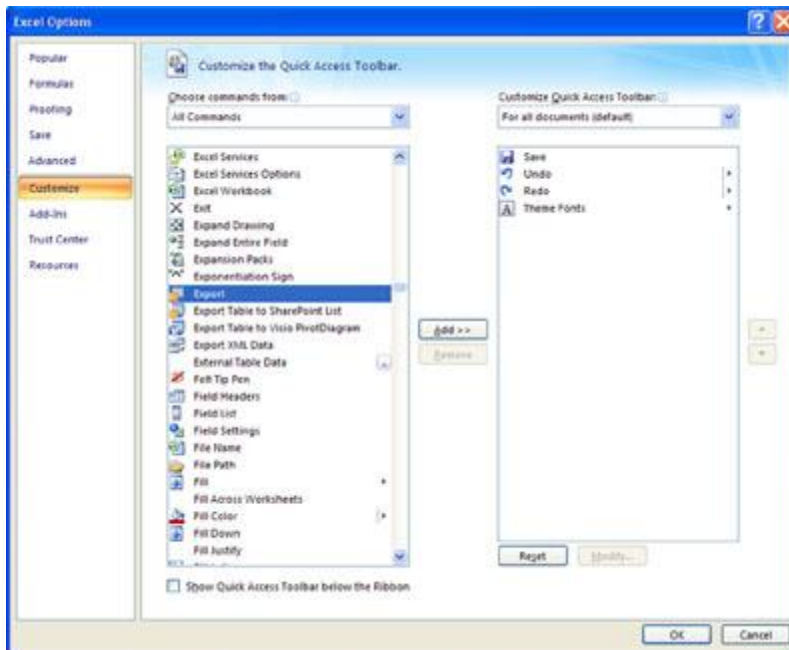 Excel Options
Popular
Formulas
Proofing
Save
Advanced
Customize
Add-Ins
Trust Center
Resources
Customize the Quick Access Toolbar.
Choose commands from:
All Commands
Excel Services
Excel Services Options
Excel Workbook
Exit
Expand Drawing
Expand Entire Field
Expansion Packs
Exponentiation Sign
Export
Export Table to SharePoint List
Export Table to Visio PivotDiagram
Export XML Data
External Table Data
Felt Tip Pen
Field Headers
Field List
Field Settings
File Name
File Path
Fill
Fill Across Worksheets
Fill Color
Fill Down
Fill Justify
Show Quick Access Toolbar below the Ribbon
Add >>
Remove
Customize Quick Access Toolbar:
For all documents (default)
Save
Undo
Redo
Theme Fonts
Reset
Modify...
OK
Cancel